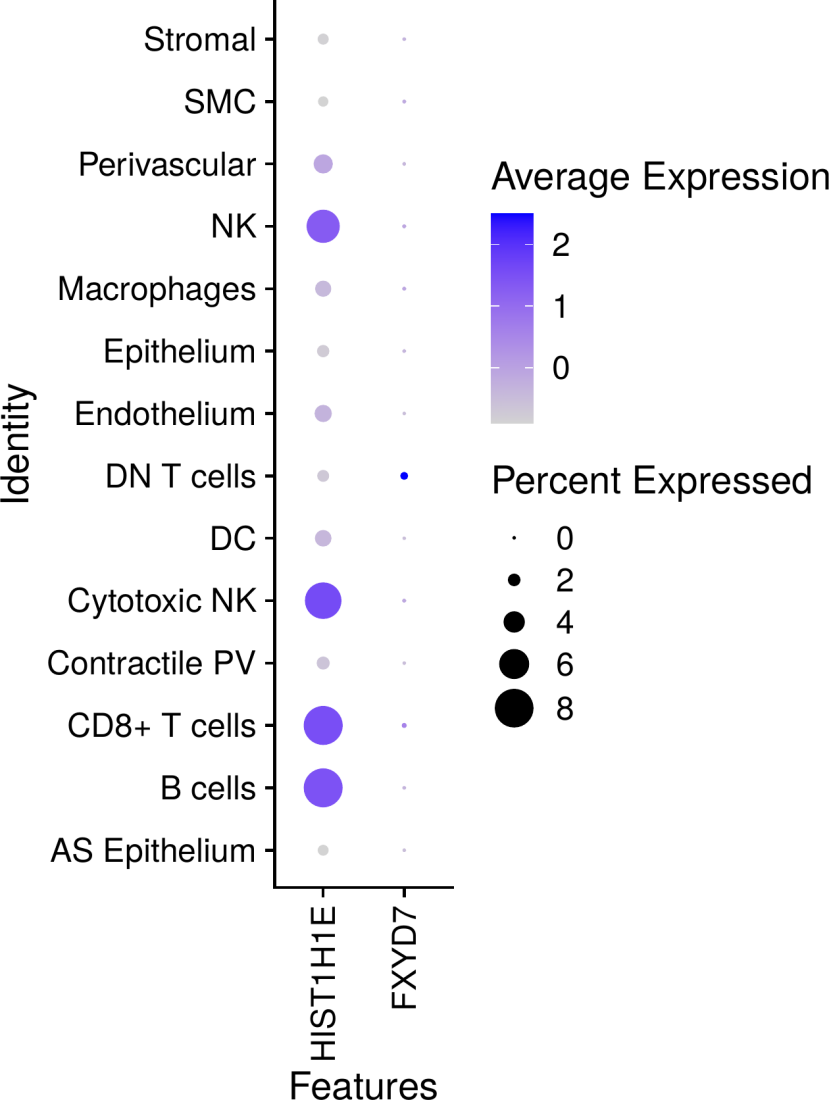 Identity
Stromal
SMC
Perivascular
NK
Macrophages
Epithelium
Endothelium
DN T cells
DC
Cytotoxic NK
Contractile PV
CD8+ T cells
B cells
AS Epithelium
HIST1H1E
FXYD7
Features
Average Expression
2
1
0
Percent Expressed
0
2
4
6
8